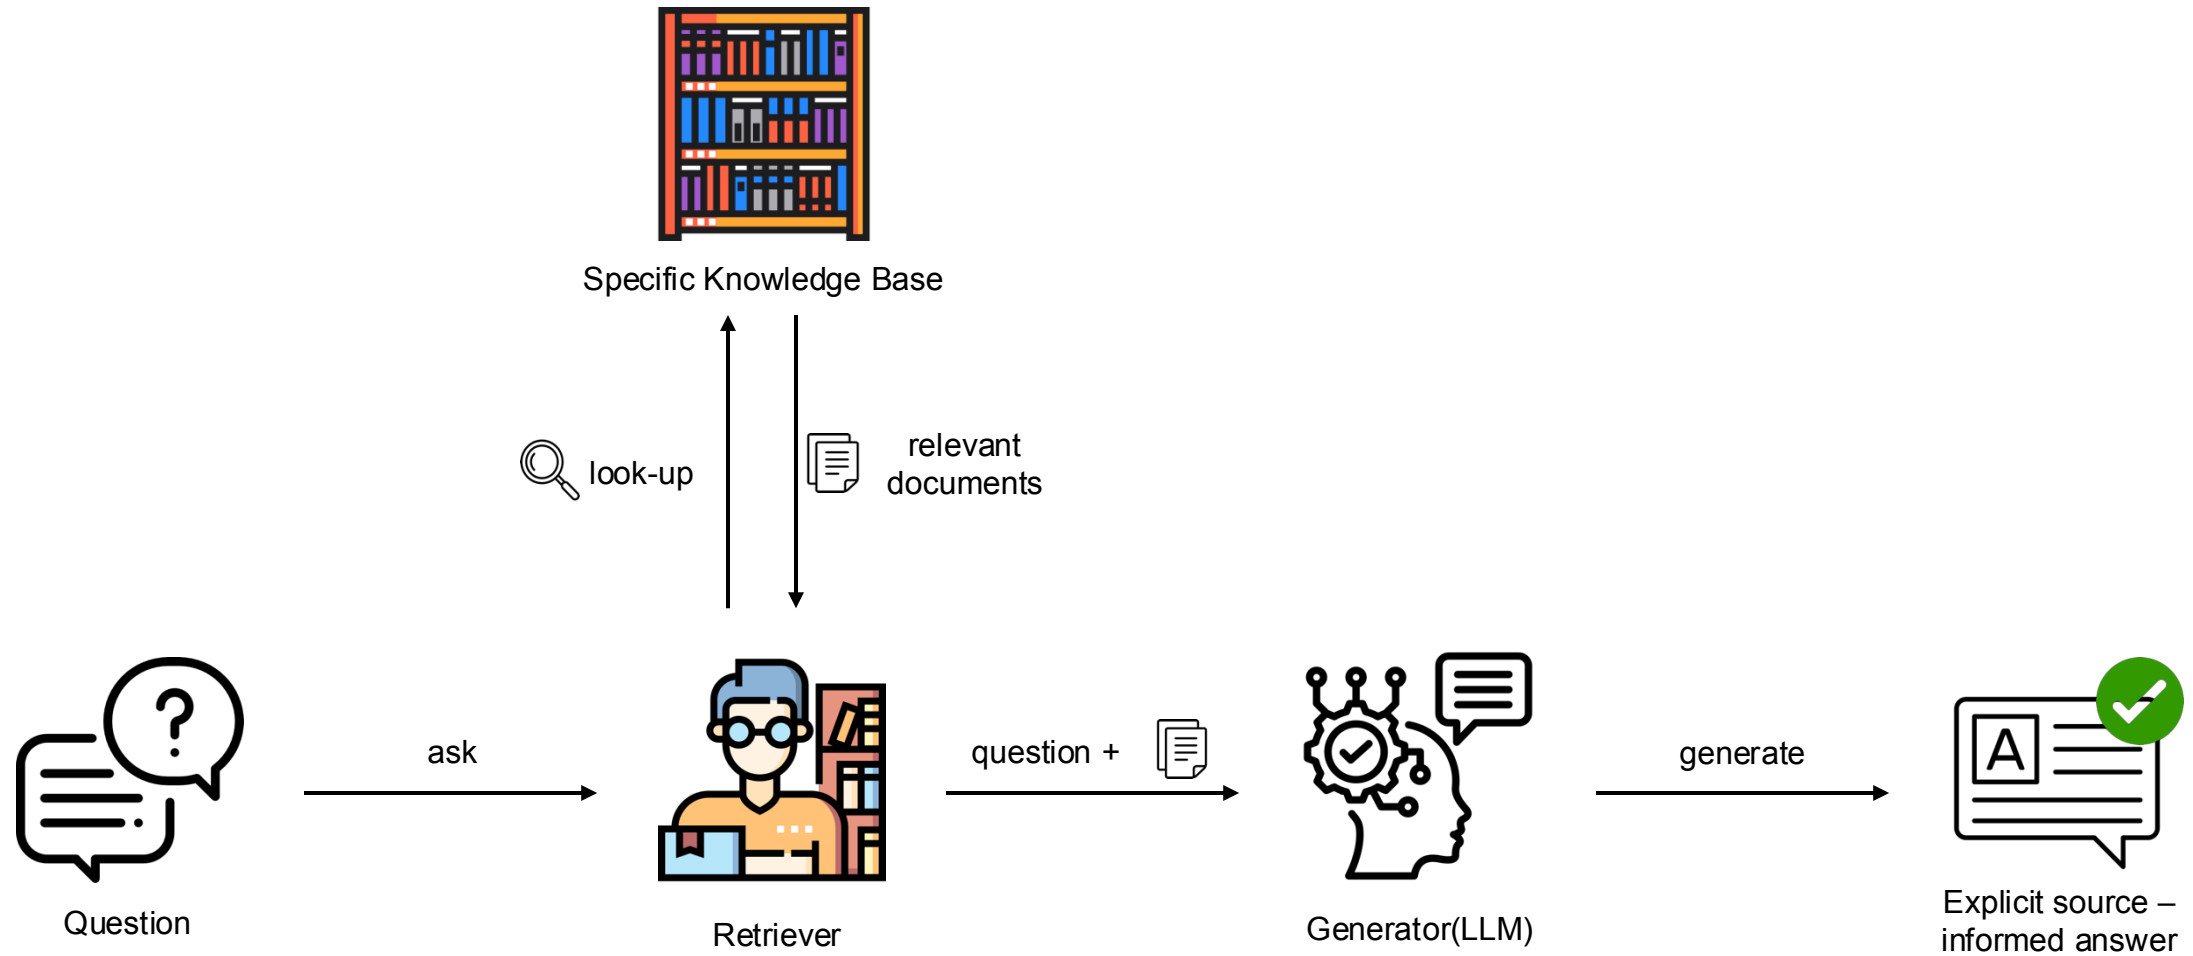 Specific Knowledge Base
look-up
relevant
documents
ask
question +
generate
A
Question
Retriever
Generator(LLM)
Explicit source –
informed answer